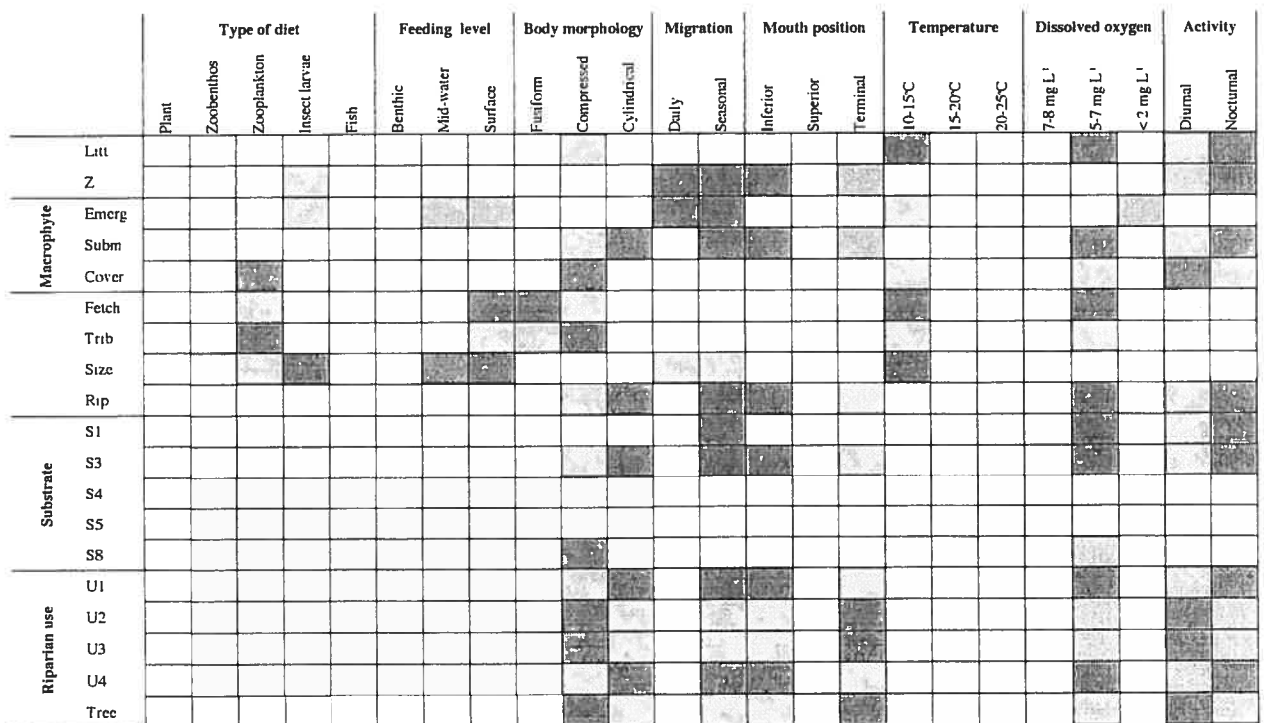 Type of diet Feeding level Body morphology Migration Mouth position Temperature Dissolved oxygen Activity
Plant Zoobenthos Zooplankton Insect larvae Fish Benthic Mid-water Surface Fusiform Compressed Cylindrical Daily Seasonal Inferior Superior Terminal 10-15°C 15-20°C 20-25°C 7-8 mg L¹ 5-7 mg L¹ < 2 mg L¹ Diurnal Nocturnal
Litt
Z
Macrophyte
Emerg
Subm
Cover
Fetch
Trib
Size
Rip
Substrate
S1
S3
S4
S5
S8
Riparian use
U1
U2
U3
U4
Tree